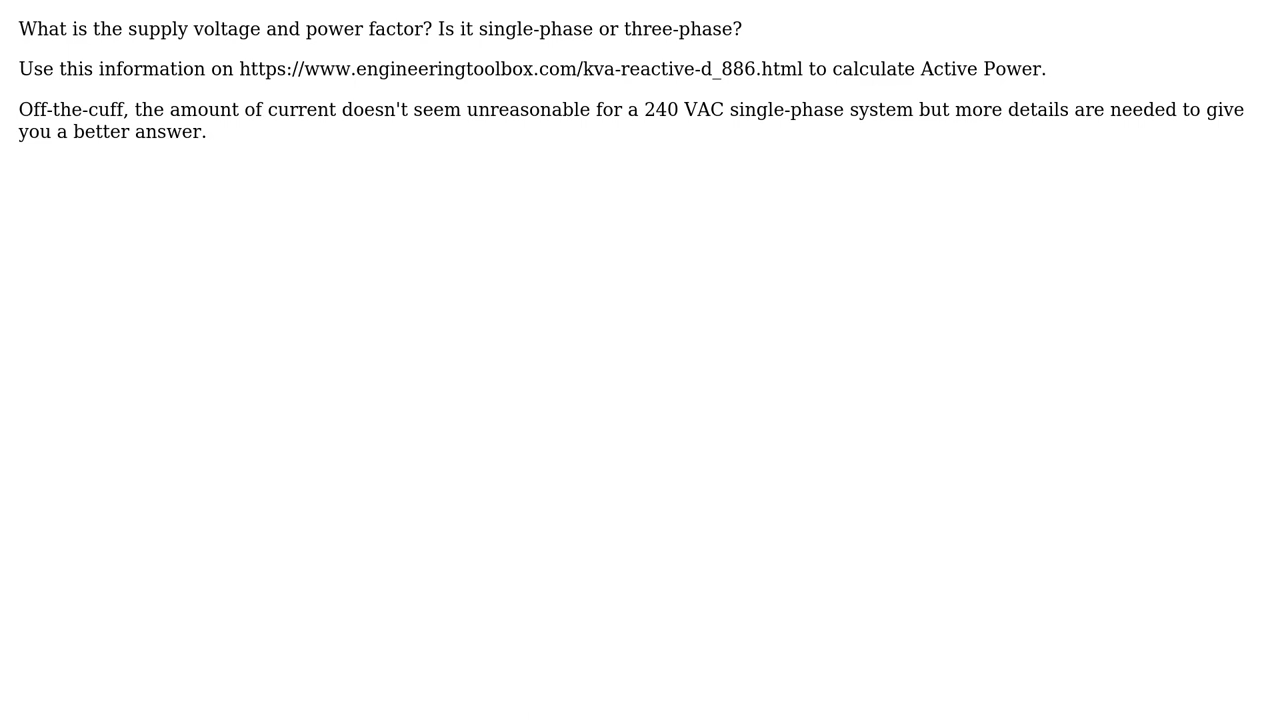 What is the supply voltage and power factor? Is it single-phase or three-phase?
Use this information on https://www.engineeringtoolbox.com/kva-reactive-d_886.html to calculate Active Power.
Off-the-cuff, the amount of current doesn't seem unreasonable for a 240 VAC single-phase system but more details are needed to give
you a better answer.